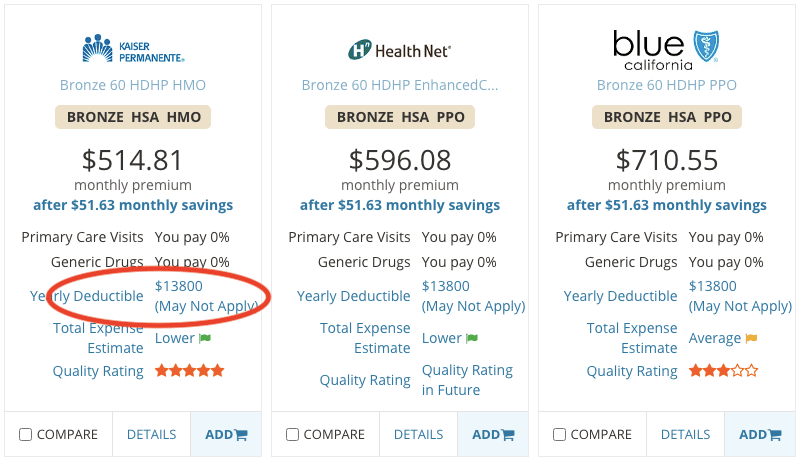 KAISER
PERMANENTE®
Bronze 60 HDHP HMO
BRONZE HSA HMO
$514.81
monthly premium
after $51.63 monthly savings
Primary Care Visits You pay 0%
Generic Drugs You pay 0%
Yearly Deductible $13800
(May Not Apply)
Total Expense
Estimate Lower
Quality Rating
COMPARE DETAILS ADD
Health Net®
Bronze 60 HDHP EnhancedC...
BRONZE HSA PPO
$596.08
monthly premium
after $51.63 monthly savings
Primary Care Visits You pay 0%
Generic Drugs You pay 0%
Yearly Deductible $13800
(May Not Apply)
Total Expense
Estimate Lower
Quality Rating Quality Rating
in Future
COMPARE DETAILS ADD
blue
california
Bronze 60 HDHP PPO
BRONZE HSA PPO
$710.55
monthly premium
after $51.63 monthly savings
Primary Care Visits You pay 0%
Generic Drugs You pay 0%
Yearly Deductible $13800
(May Not Apply)
Total Expense
Estimate Average
Quality Rating
COMPARE DETAILS ADD